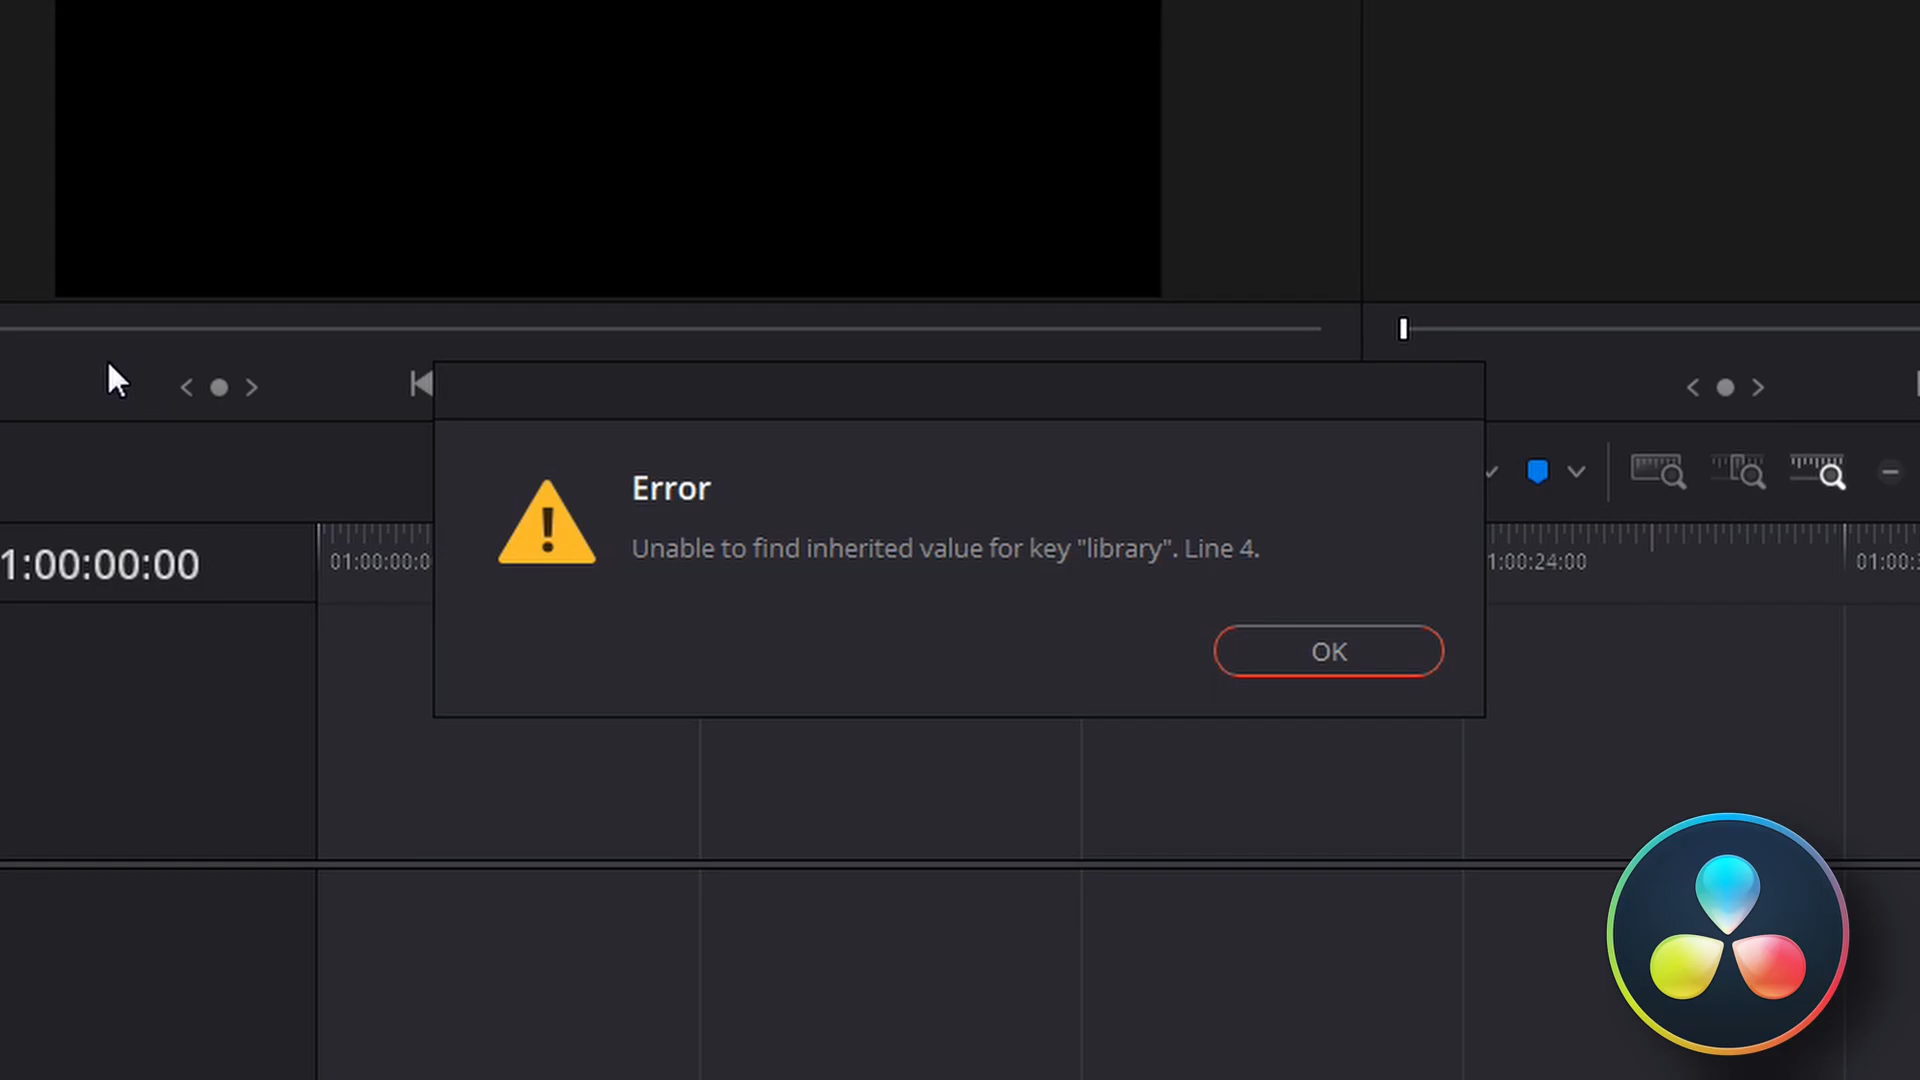 Error
Unable to find inherited value for key "library". Line 4.
OK
1:00:00:00
01:00:00:0
1:00:24:00
01:00: